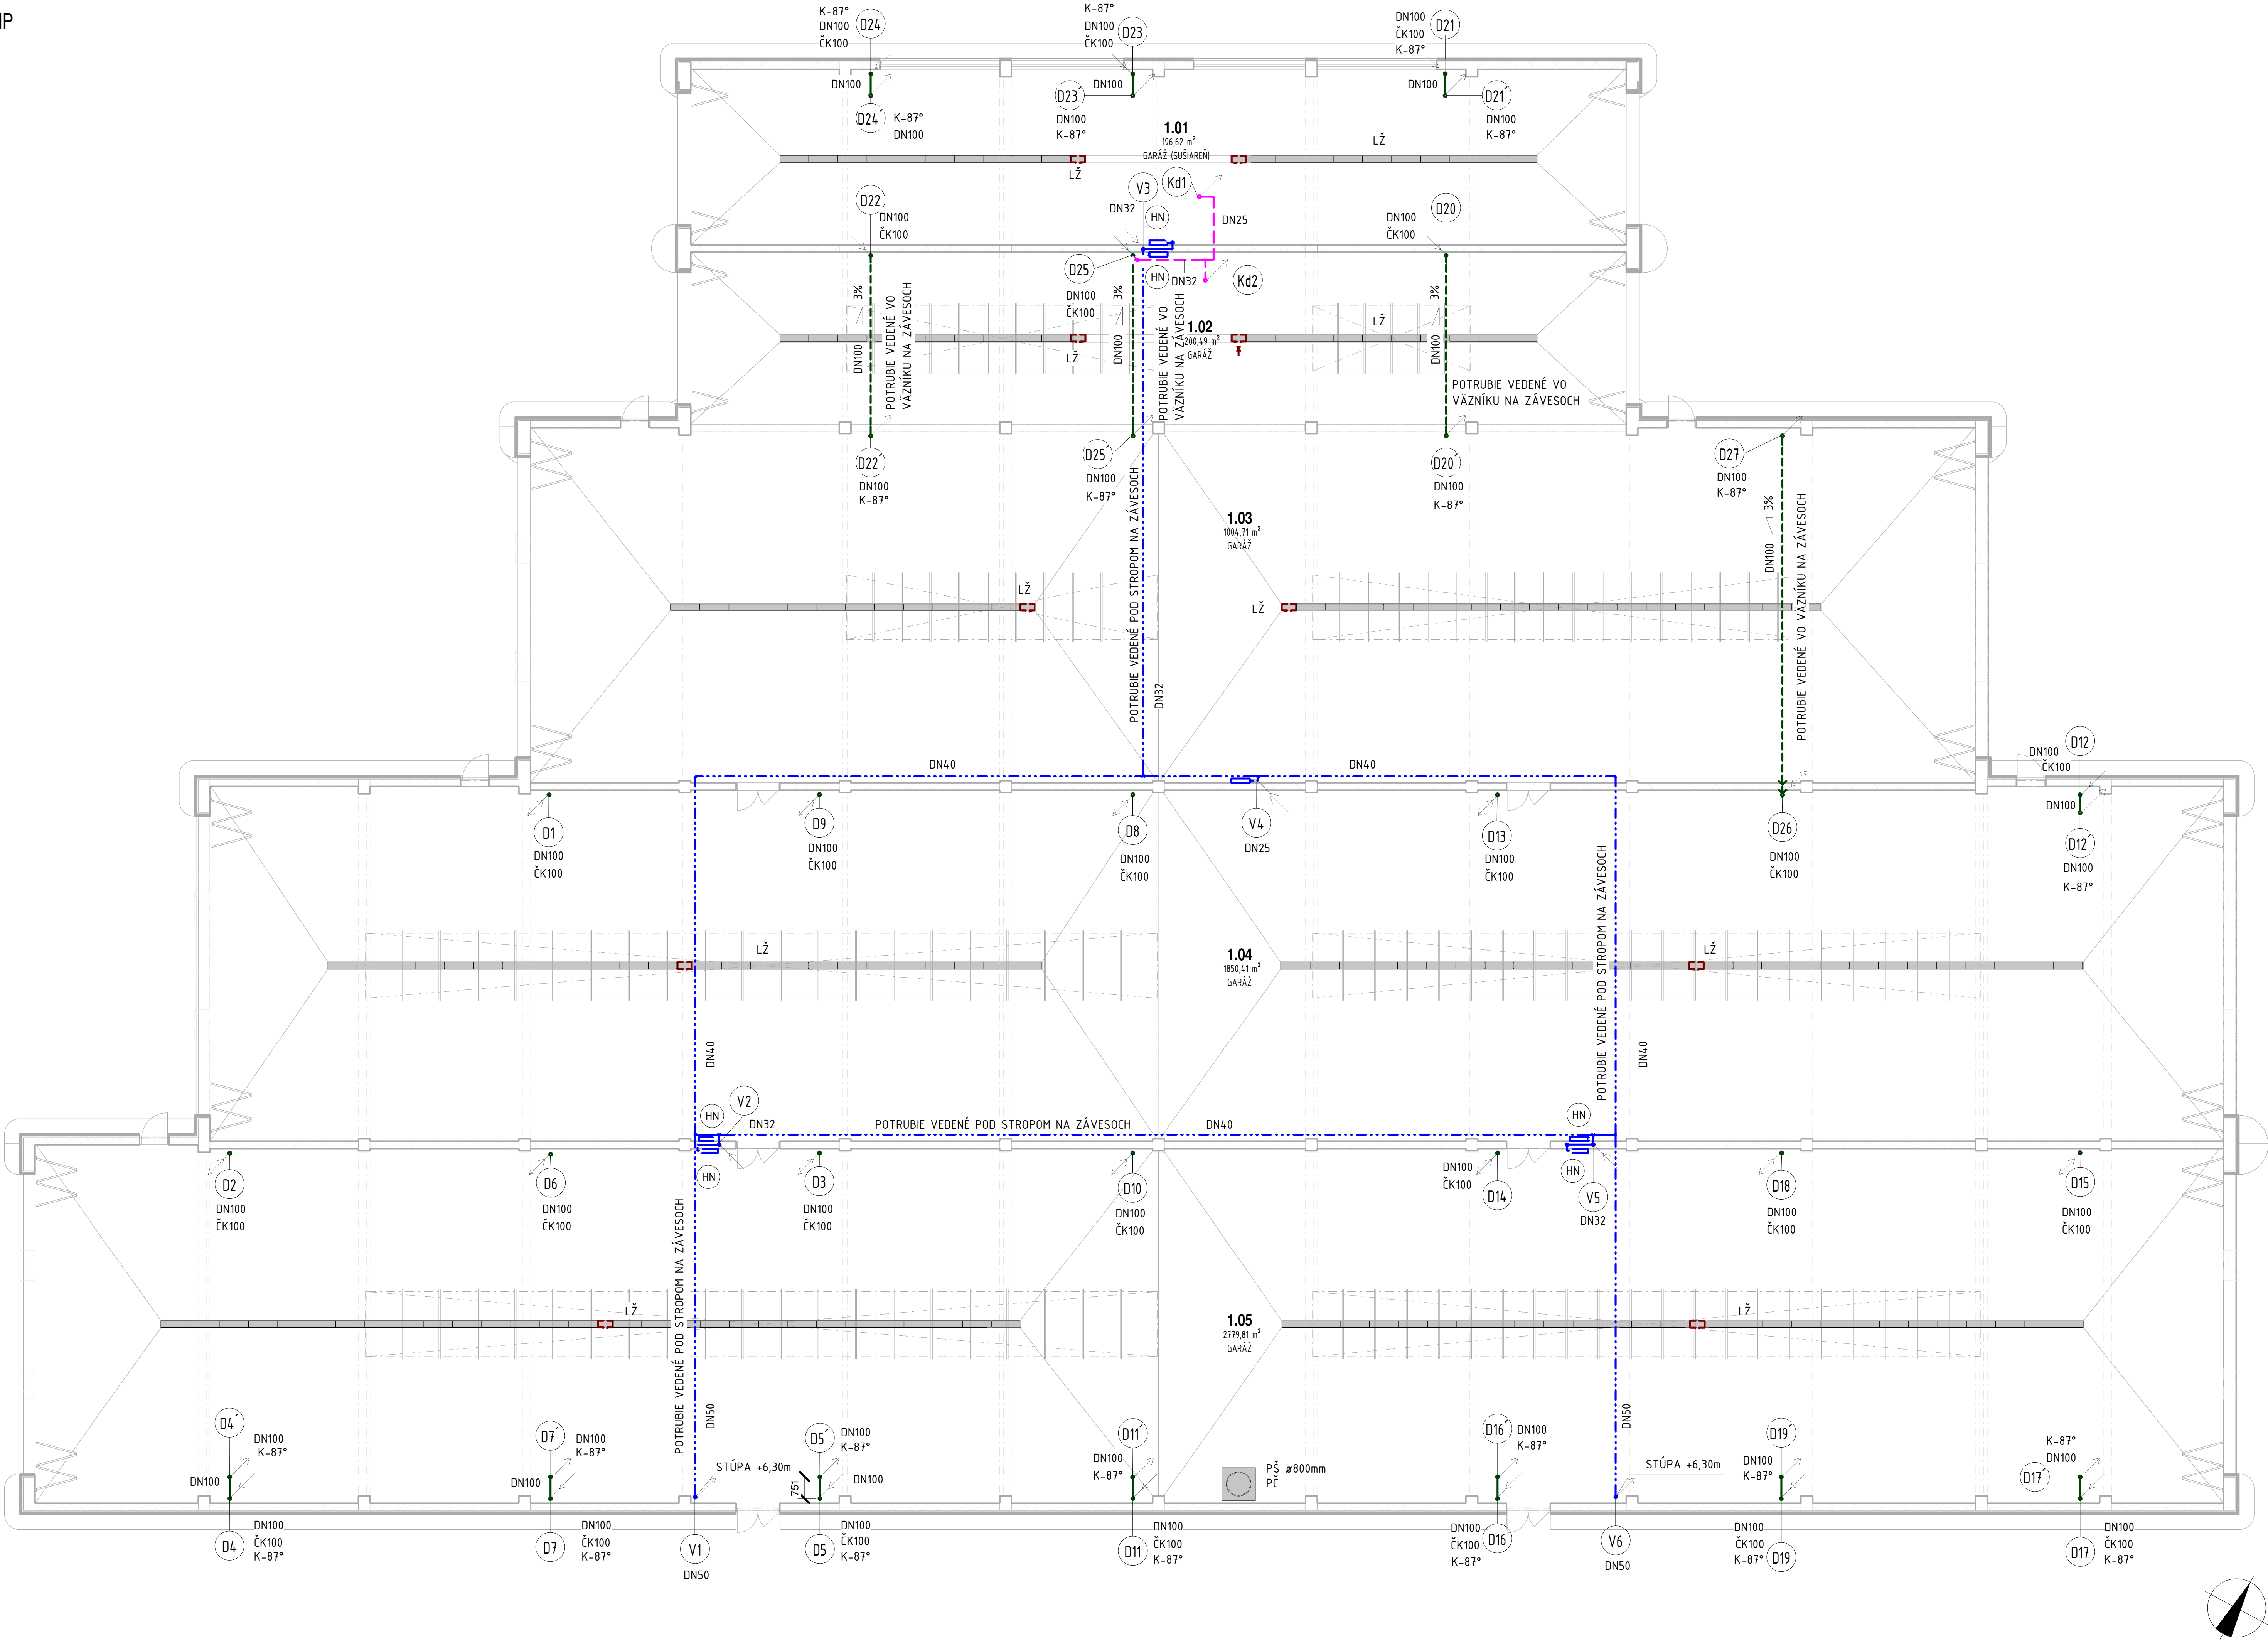 IP
K-87°
DN100
ČK100
D24
K-87°
DN100
ČK100
D23
DN100
ČK100
K-87°
D21
DN100
DN100
DN100
D24´
K-87°
DN100
D23´
DN100
K-87°
D21´
DN100
K-87°
1.01
196,62 m²
GARÁŽ (SUŠIAREŇ)
LŽ
LŽ
D22
DN100
ČK100
V3
DN32
HN
Kd1
DN25
DN100
ČK100
D20
D25
HN
DN32
Kd2
DN100
ČK100
3%
DN100
POTRUBIE VEDENÉ VO
VÄZNÍKU NA ZÁVESOCH
3%
DN100
POTRUBIE VEDENÉ VO
VÄZNÍKU NA ZÁVESOCH
1.02
200,49 m²
GARÁŽ
LŽ
LŽ
3%
DN100
POTRUBIE VEDENÉ VO
VÄZNÍKU NA ZÁVESOCH
D22´
DN100
K-87°
D25´
DN100
K-87°
D20´
DN100
K-87°
D27
DN100
K-87°
3%
DN100
POTRUBIE VEDENÉ VO VÄZNÍKU NA ZÁVESOCH
POTRUBIE VEDENÉ POD STROPOM NA ZÁVESOCH
DN32
1.03
1004,71 m²
GARÁŽ
LŽ
LŽ
DN40
DN40
DN100
ČK100
D12
DN100
D12´
DN100
K-87°
D1
DN100
ČK100
D9
DN100
ČK100
D8
DN100
ČK100
V4
DN25
D13
DN100
ČK100
D26
DN100
ČK100
POTRUBIE VEDENÉ POD STROPOM NA ZÁVESOCH
LŽ
1.04
1850,41 m²
GARÁŽ
LŽ
DN40
DN40
HN
V2
DN32
POTRUBIE VEDENÉ POD STROPOM NA ZÁVESOCH
DN40
HN
HN
HN
V5
DN32
D2
DN100
ČK100
D6
DN100
ČK100
D3
DN100
ČK100
D10
DN100
ČK100
DN100
ČK100
D14
D18
DN100
ČK100
D15
DN100
ČK100
POTRUBIE VEDENÉ POD STROPOM NA ZÁVESOCH
LŽ
1.05
2779,81 m²
GARÁŽ
LŽ
DN50
DN50
D4´
DN100
K-87°
DN100
D7´
DN100
K-87°
DN100
STÚPA +6,30m
D5´
DN100
K-87°
DN100
751
D11´
DN100
K-87°
PŠ ø800mm
PČ
D16´
DN100
K-87°
STÚPA +6,30m
D19´
DN100
K-87°
K-87°
DN100
D17´
D4
DN100
ČK100
K-87°
D7
DN100
ČK100
K-87°
V1
DN50
D5
DN100
ČK100
K-87°
D11
DN100
ČK100
K-87°
DN100
ČK100
K-87°
D16
V6
DN50
DN100
ČK100
K-87°
D19
D17
DN100
ČK100
K-87°